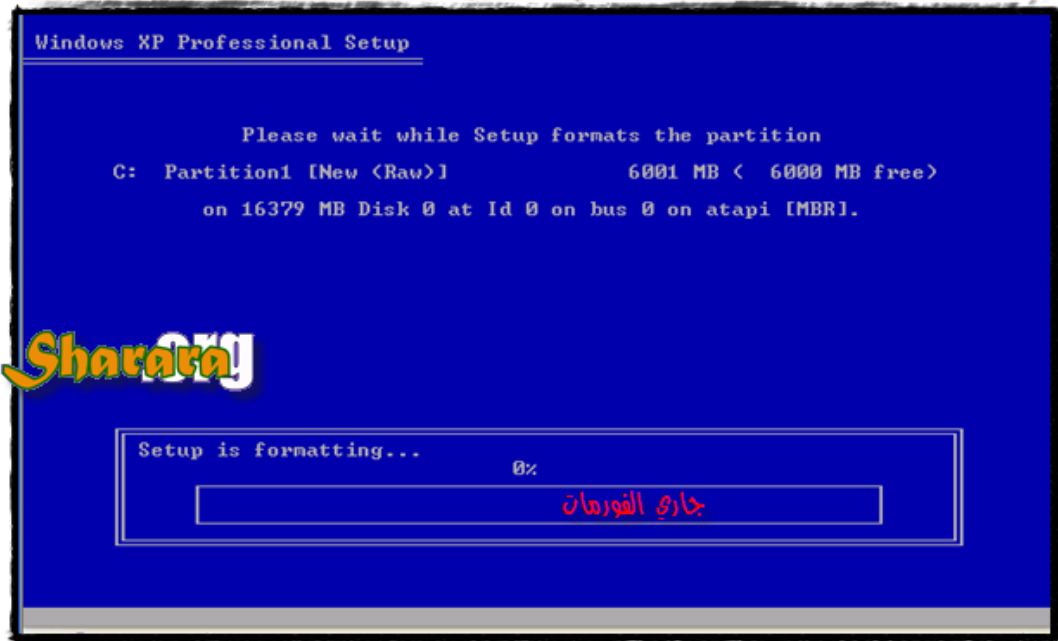 Windows XP Professional Setup
Please wait while Setup formats the partition
C: Partition1 [New (Raw)] 6001 MB ( 6000 MB free)
on 16379 MB Disk 0 at Id 0 on bus 0 on atapi [MBR].
Sharara.org
Setup is formatting...
0%
جاري الفورمات